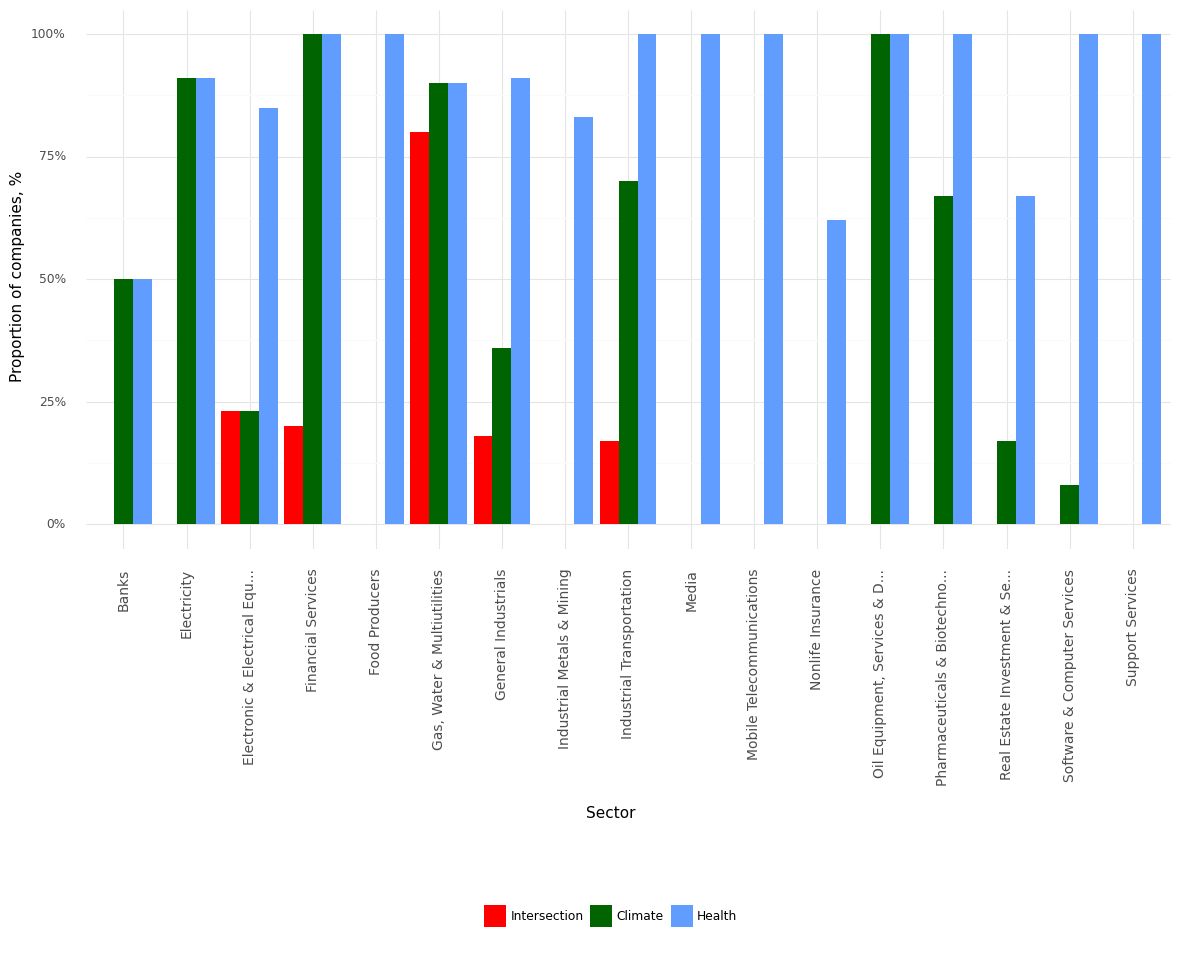 100%
75%
50%
25%
0%
Proportion of companies, %
Banks
Electricity
Electronic & Electrical Equ...
Financial Services
Food Producers
Gas, Water & Multiutilities
General Industrials
Industrial Metals & Mining
Industrial Transportation
Media
Mobile Telecommunications
Nonlife Insurance
Oil Equipment, Services & D...
Pharmaceuticals & Biotechno...
Real Estate Investment & Se...
Software & Computer Services
Support Services
Sector
Intersection Climate Health